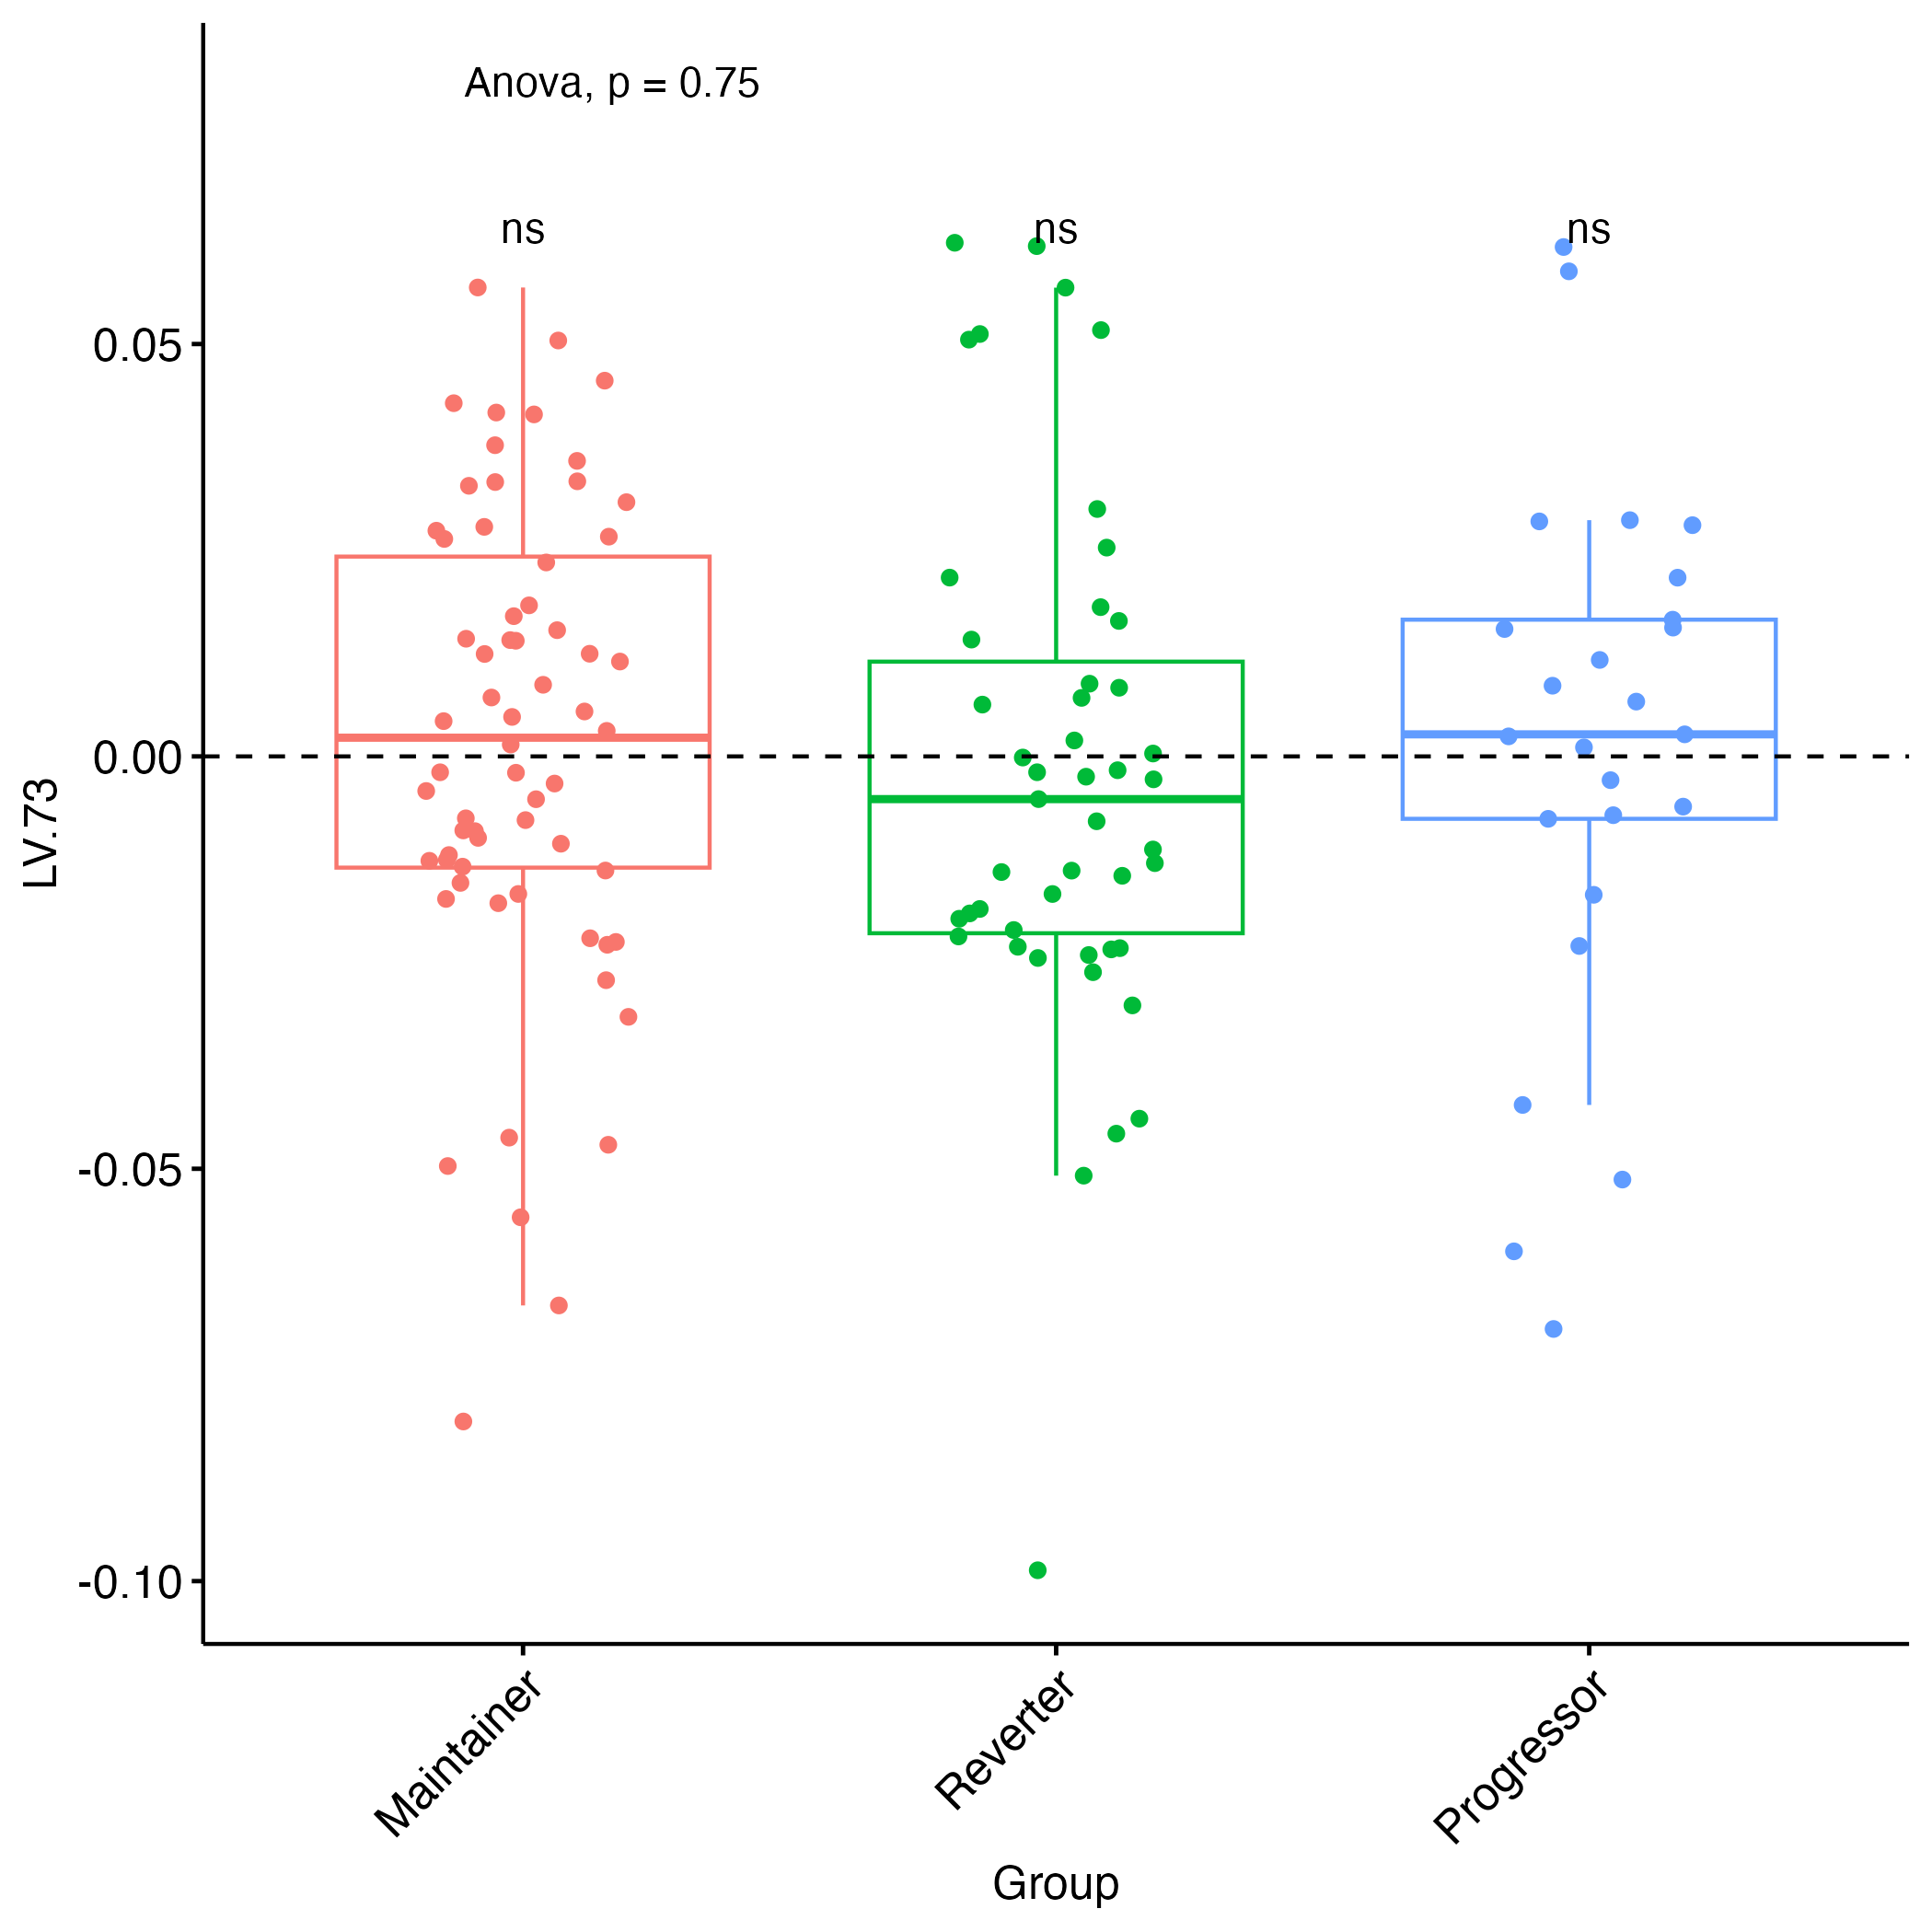 Anova, p = 0.75
ns ns ns
0.05
0.00
-0.05
-0.10
LV.73
Maintainer
Reverter
Progressor
Group